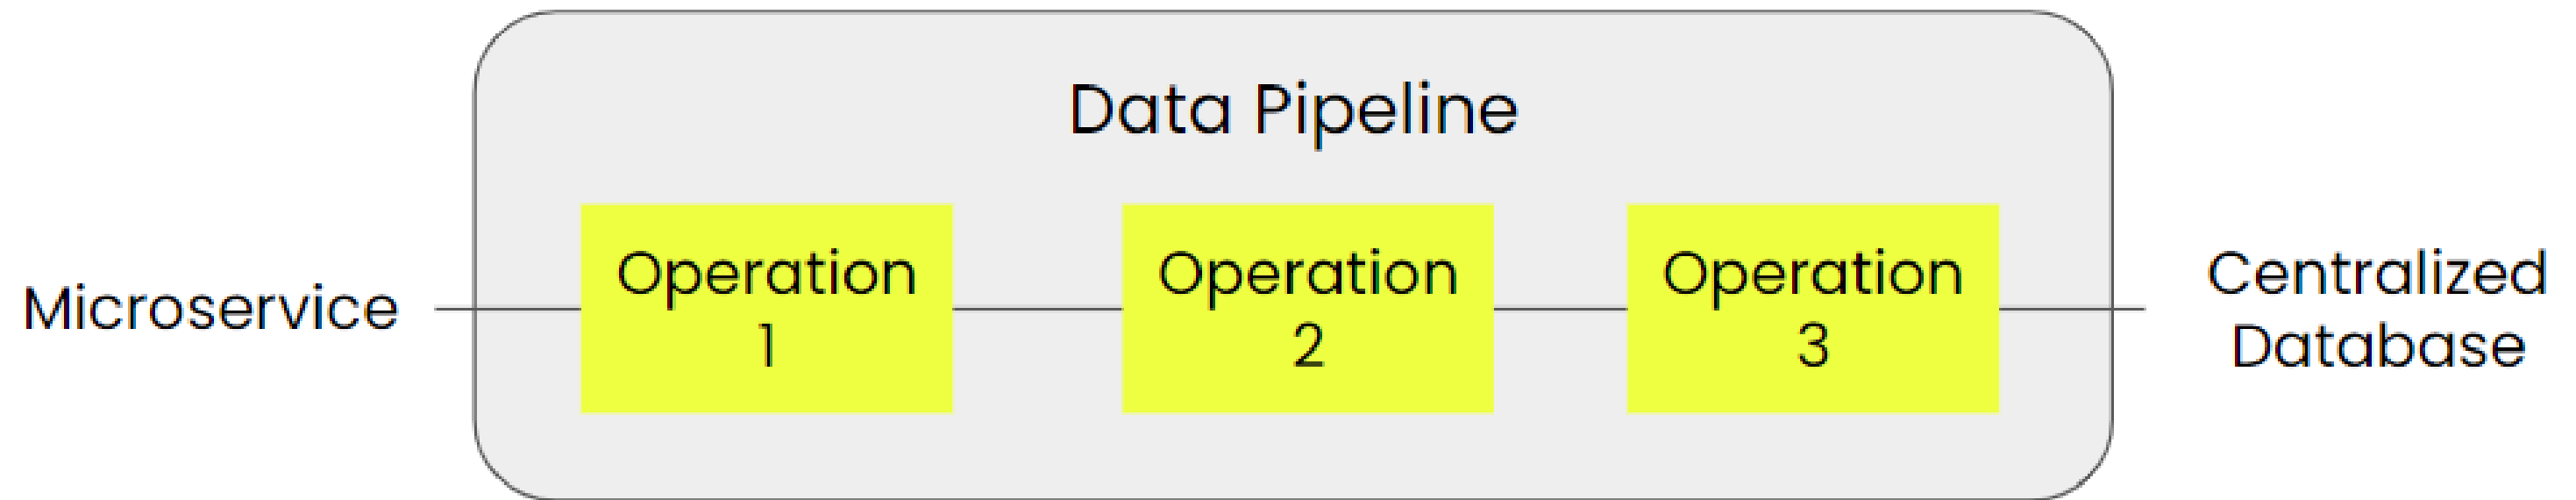 Data Pipeline
Microservice
Operation
1
Operation
2
Operation
3
Centralized
Database